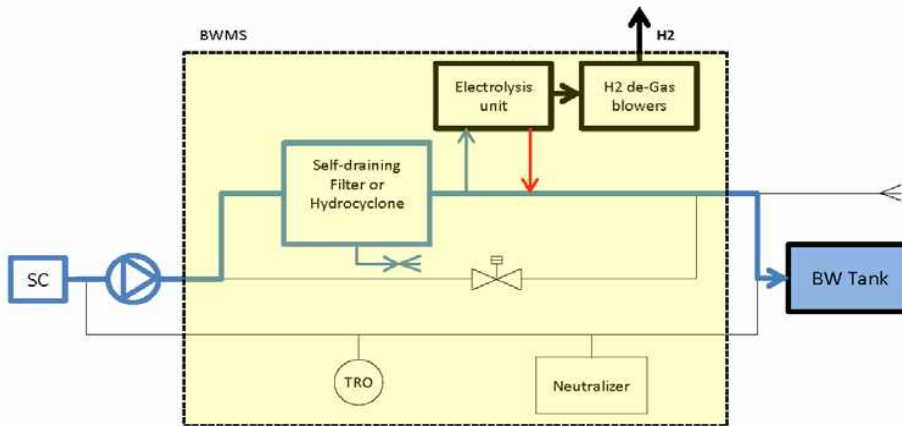 BWMS
H2
Electrolysis
unit
H2 de-Gas
blowers
Self-draining
Filter or
Hydrocyclone
SC
BW Tank
TRO
Neutralizer